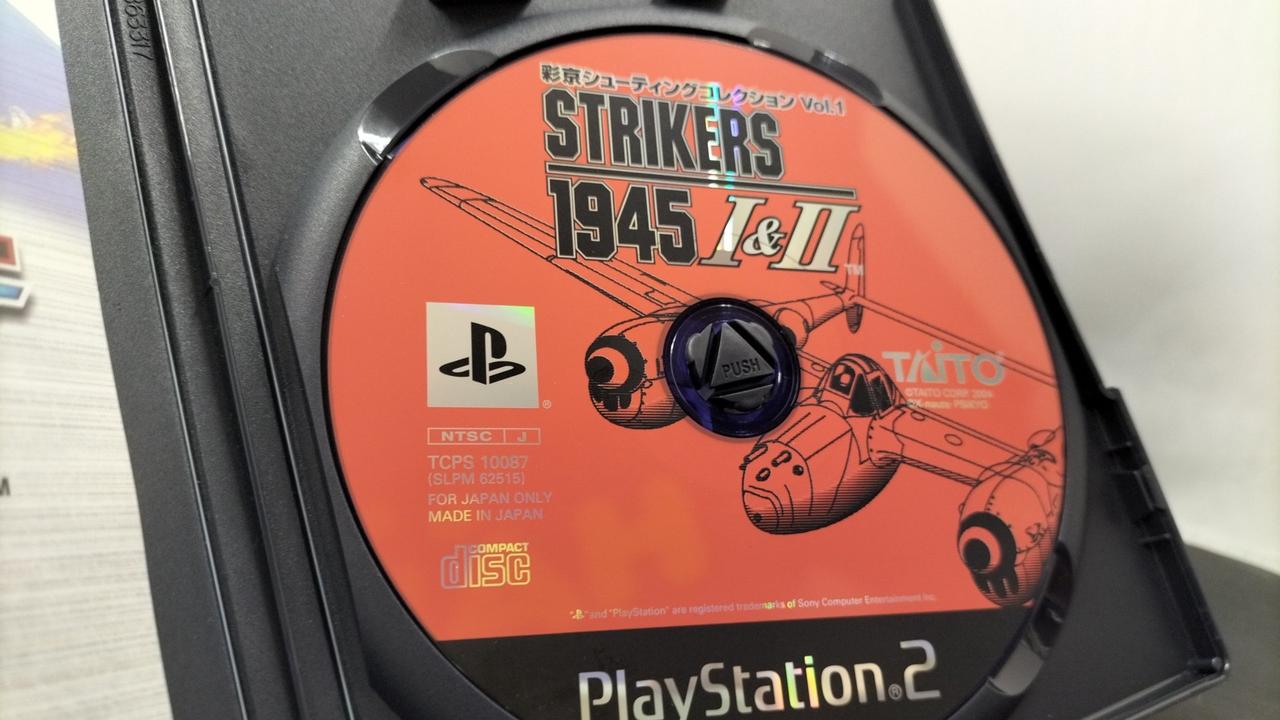 彩京シューティングコレクション Vol.1
STRIKERS
1945 I&II
TM
PUSH
TAITO
©TAITO CORP. 2004
PSIKYO
®
NTSC J
TCPS 10087
(SLPM 62515)
FOR JAPAN ONLY
MADE IN JAPAN
COMPACT
disc
" " and "PlayStation" are registered trademarks of Sony Computer Entertainment Inc.
PlayStation®2